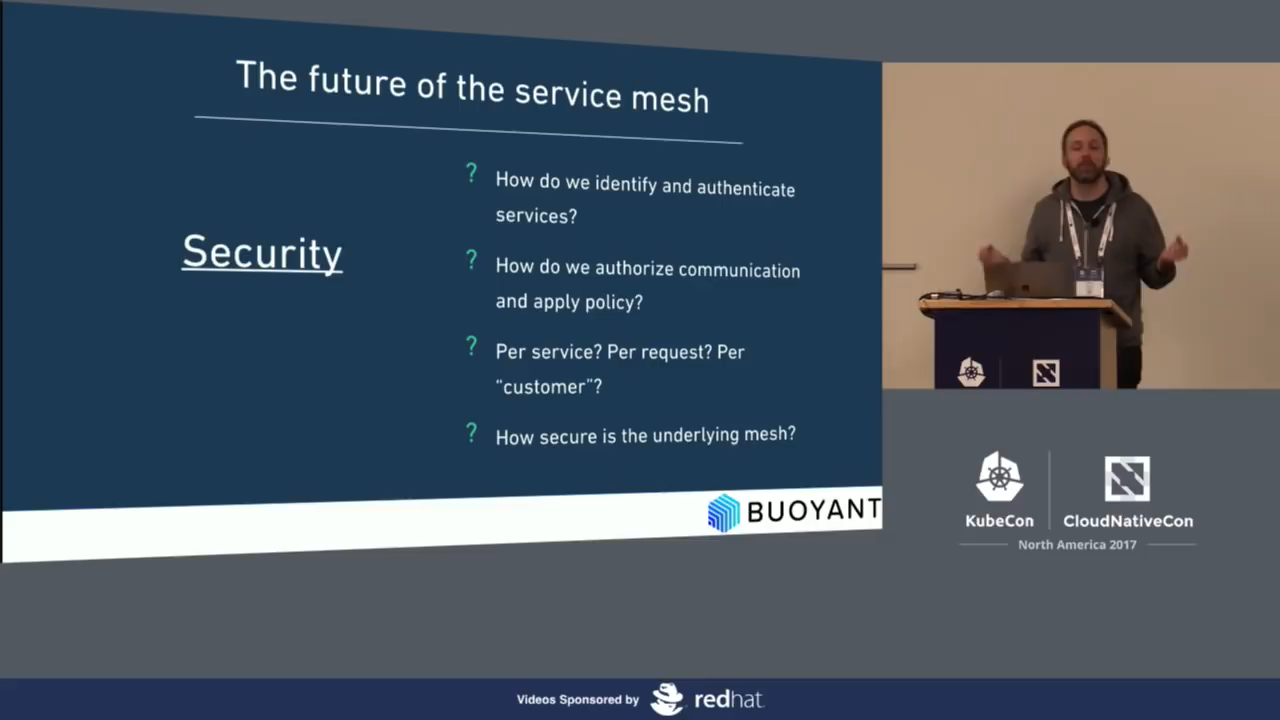 The future of the service mesh
Security
? How do we identify and authenticate
services?
? How do we authorize communication
and apply policy?
? Per service? Per request? Per
“customer”?
? How secure is the underlying mesh?
BUOYANT
KubeCon
CloudNativeCon
North America 2017
Videos Sponsored by
redhat.